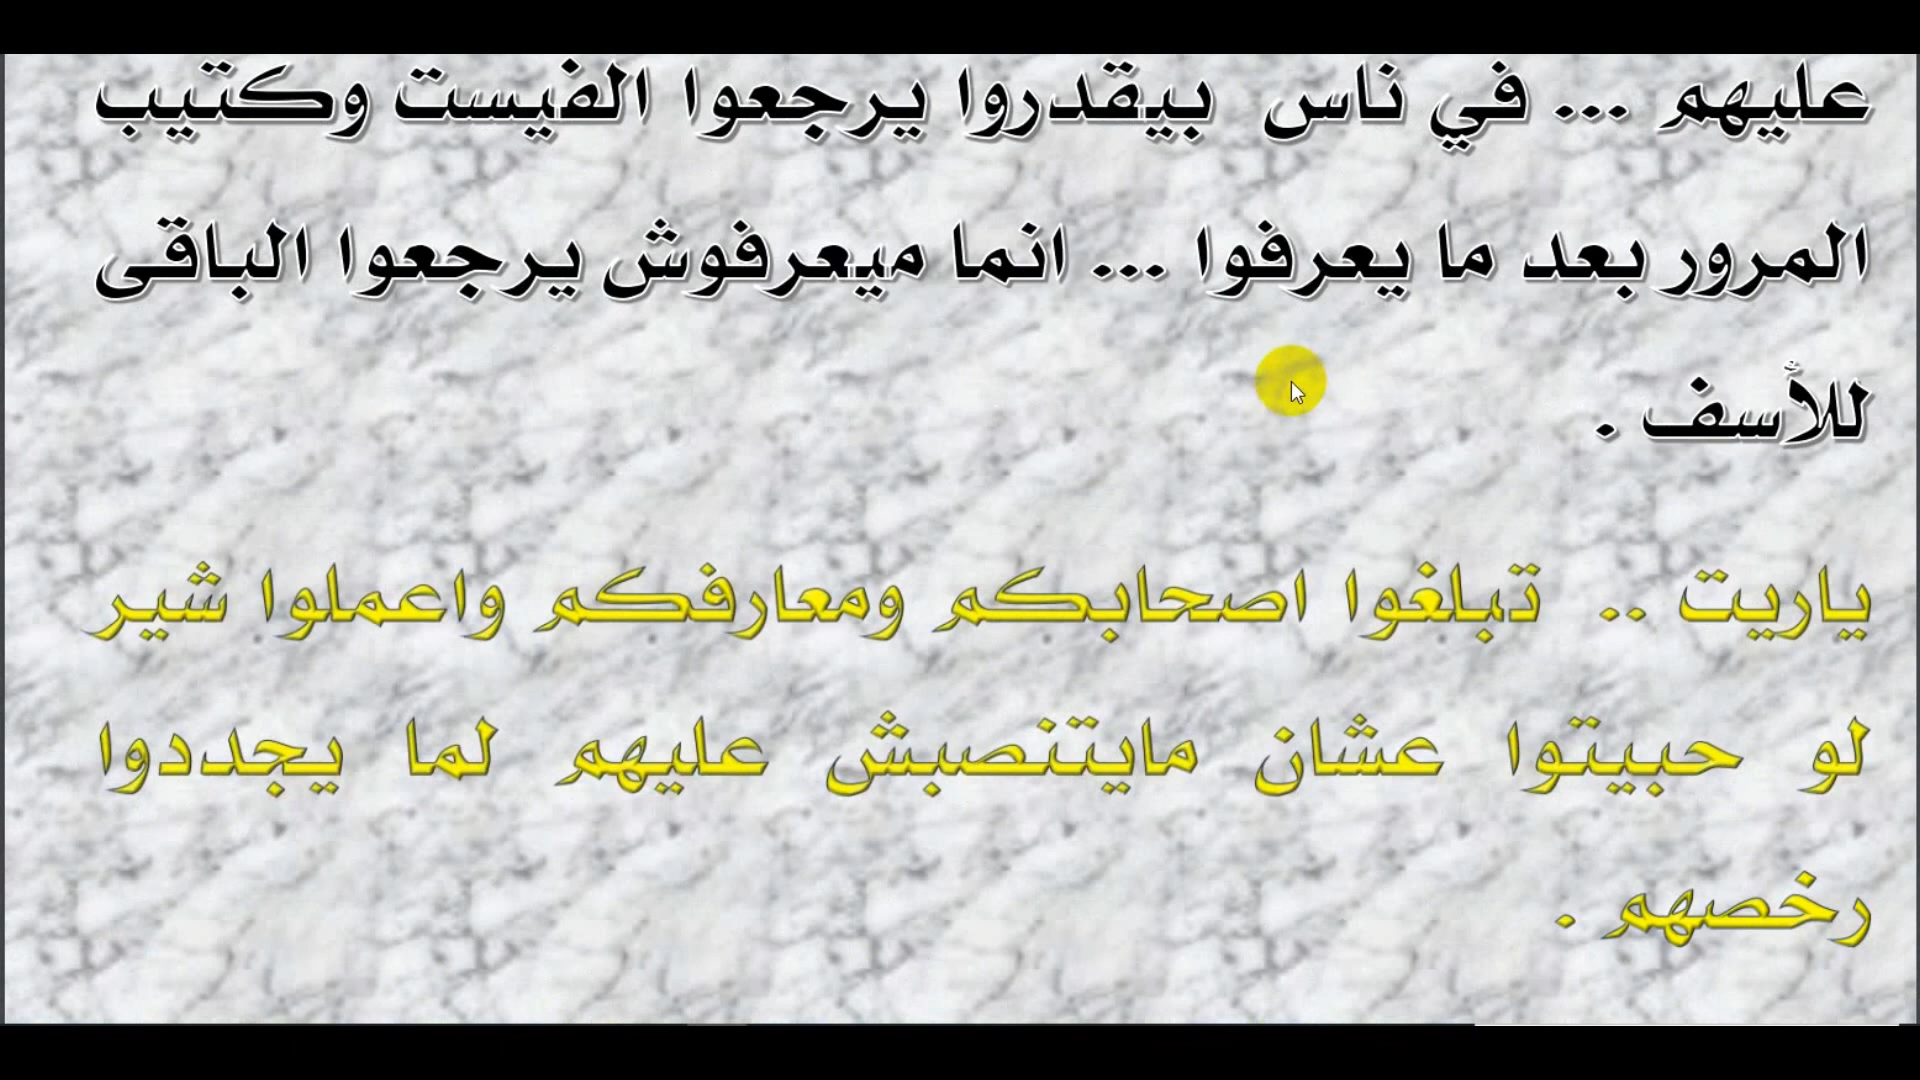 عليهم ... في ناس بيقدروا يرجعوا الفيست وكتيب
المرور بعد ما يعرفوا ... انما ميعرفوش يرجعوا الباقى
للأسف .
ياريت .. تبلغوا اصحابكم ومعارفكم واعملوا شير
لو حبيتوا عشان مايتنصبش عليهم لما يجددوا
رخصهم .